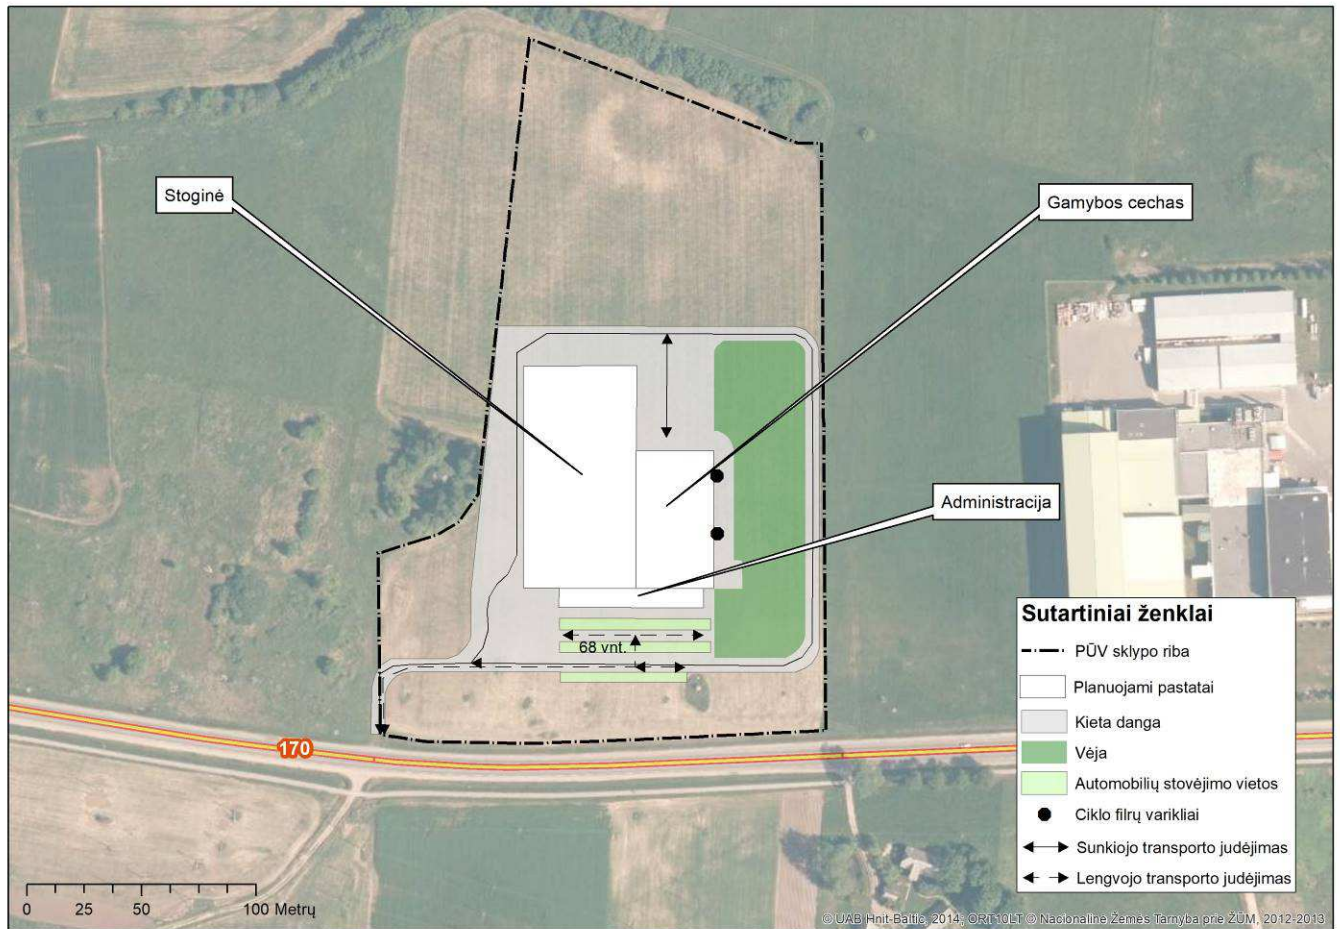 Stoginė
Gamybos cechas
Administracija
68 vnt.
170
Sutartiniai ženklai
PŪV sklypo riba
Planuojami pastatai
Kieta danga
Vėja
Automobilių stovėjimo vietos
Ciklo filrų varikliai
Sunkiojo transporto judėjimas
Lengvojo transporto judėjimas
0 25 50 100 Metrų
© UAB Hnit-Baltic, 2014; ORT10LT © Nacionalinė Žemės Tarnyba prie ŽŪM, 2012-2013